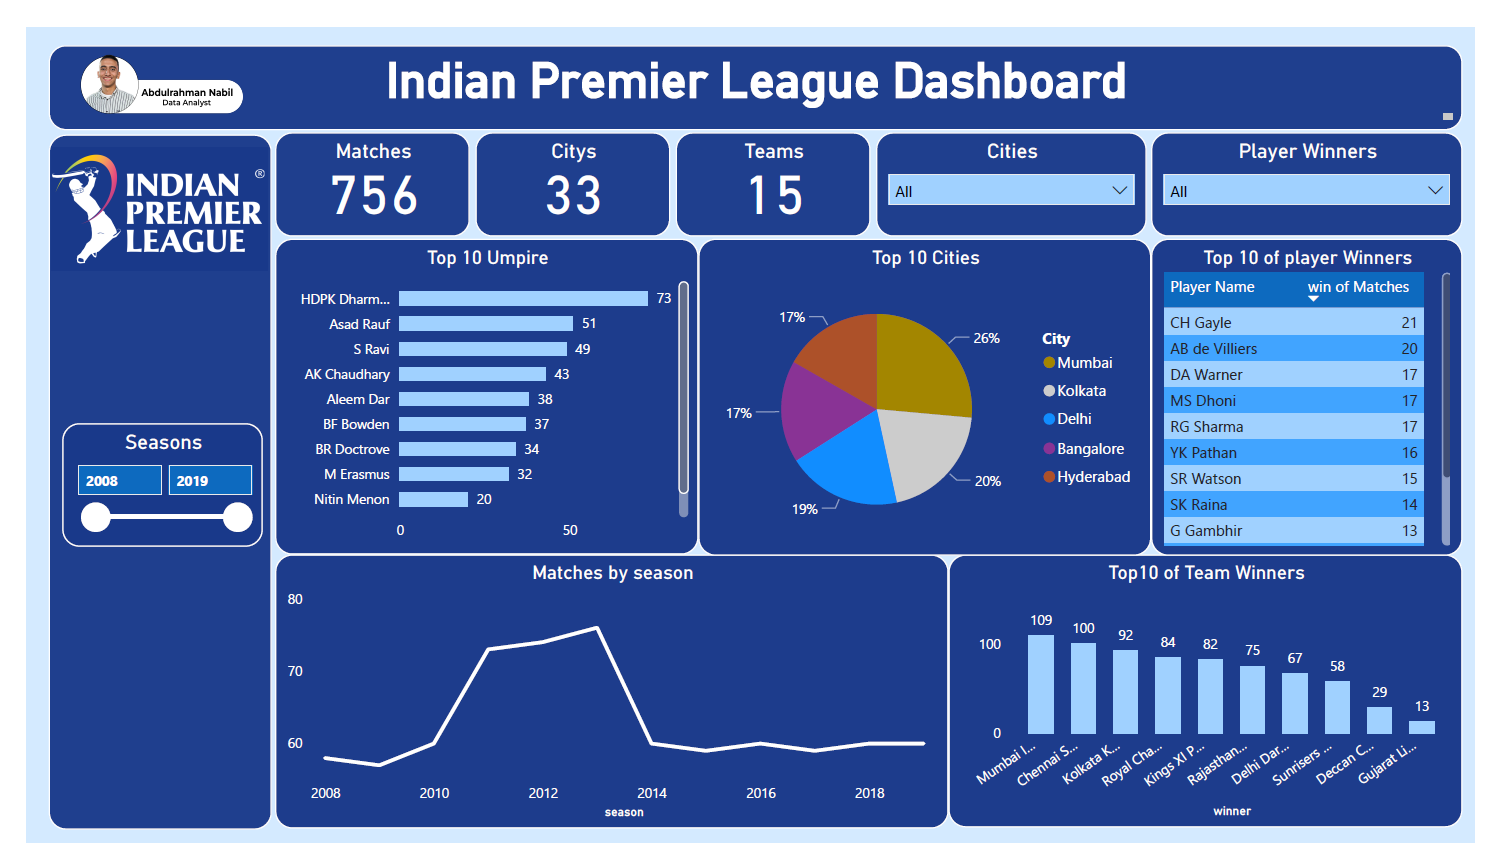 Indian Premier League Dashboard
Abdulrahman Nabil
Data Analyst
INDIAN
PREMIER
LEAGUE
®
Matches
756
Citys
33
Teams
15
Cities
All
Player Winners
All
Seasons
2008
2019
Top 10 Umpire
HDPK Dharm... 73
Asad Rauf 51
S Ravi 49
AK Chaudhary 43
Aleem Dar 38
BF Bowden 37
BR Doctrove 34
M Erasmus 32
Nitin Menon 20
0 50
Top 10 Cities
17%
26%
17%
20%
19%
City
Mumbai
Kolkata
Delhi
Bangalore
Hyderabad
Top 10 of player Winners
Player Name win of Matches
CH Gayle 21
AB de Villiers 20
DA Warner 17
MS Dhoni 17
RG Sharma 17
YK Pathan 16
SR Watson 15
SK Raina 14
G Gambhir 13
Matches by season
80
70
60
2008 2010 2012 2014 2016 2018
season
Top10 of Team Winners
100
0
109 100 92 84 82 75 67 58 29 13
Mumbai I...
Chennai S...
Kolkata K...
Royal Cha...
Kings XI P...
Rajasthan...
Delhi Dar...
Sunrisers ...
Deccan C...
Gujarat Li...
winner